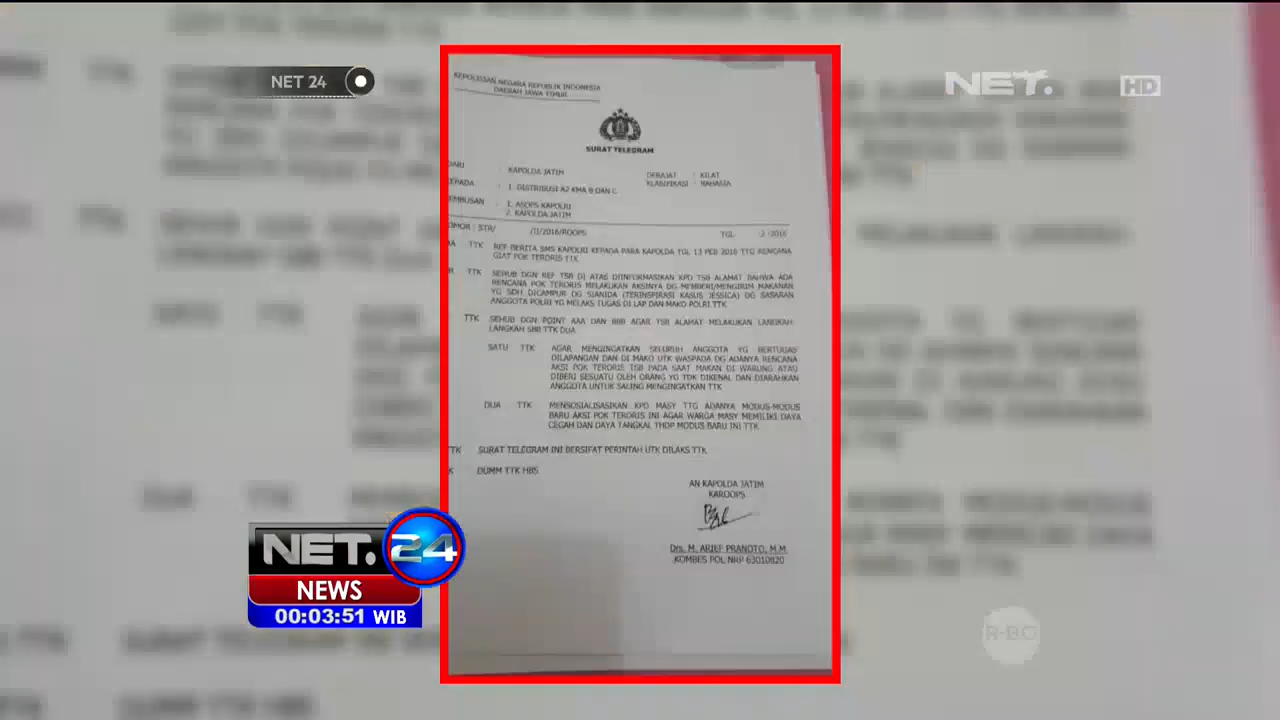 NET 24
NET.
HD
KEPOLISIAN NEGARA REPUBLIK INDONESIA
DAERAH JAWA TIMUR
SURAT TELEGRAM
DARI : KAPOLDA JATIM
DERAJAT : KILAT
KEPADA : 1. DISTRIBUSI A2 KMA B DAN C
KLASIFIKASI : RAHASIA
EMBUSAN : 1. ASOPS KAPOLRI
2. KAPOLDA JATIM
NOMOR : STR/ /II/2016/ROOPS
TGL 2 /2016
TTK REF BERITA SMS KAPOLRI KEPADA PARA KAPOLDA TGL 13 PEB 2016 TTG RENCANA
GIAT POK TERORIS TTK
TTK SEHUB DGN REF TSB DI ATAS DIINFORMASIKAN KPD TSB ALAMAT BAHWA ADA
RENCANA POK TERORIS MELAKUKAN AKSINYA DG MEMBERI/MENGIRIM MAKANAN
YG SDH DICAMPUR DG SIANIDA (TERINSPIRASI KASUS JESSICA) DG SASARAN
ANGGOTA POLRI YG MELAKS TUGAS DI LAP DAN MAKO POLRI TTK
TTK SEHUB DGN POINT AAA DAN BBB AGAR TSB ALAMAT MELAKUKAN LANGKAH
LANGKAH SBB TTK DUA
SATU TTK AGAR MENGINGATKAN SELURUH ANGGOTA YG BERTUGAS
DILAPANGAN DAN DI MAKO UTK WASPADA DG ADANYA RENCANA
AKSI POK TERORIS TSB PADA SAAT MAKAN DI WARUNG ATAU
DIBERI SESUATU OLEH ORANG YG TDK DIKENAL DAN DIARAHKAN
ANGGOTA UNTUK SALING MENGINGATKAN TTK
DUA TTK MENSOSIALISASIKAN KPD MASY TTG ADANYA MODUS-MODUS
BARU AKSI POK TERORIS INI AGAR WARGA MASY MEMILIKI DAYA
CEGAH DAN DAYA TANGKAL THDP MODUS BARU INI TTK
TTK SURAT TELEGRAM INI BERSIFAT PERINTAH UTK DILAKS TTK
K DUMM TTK HBS
AN KAPOLDA JATIM
KAROOPS
Drs. M. ARIEF PRANOTO, M.M
KOMBES POL NRP 63010820
NET. 24
NEWS
00:03:51 WIB
R-BO